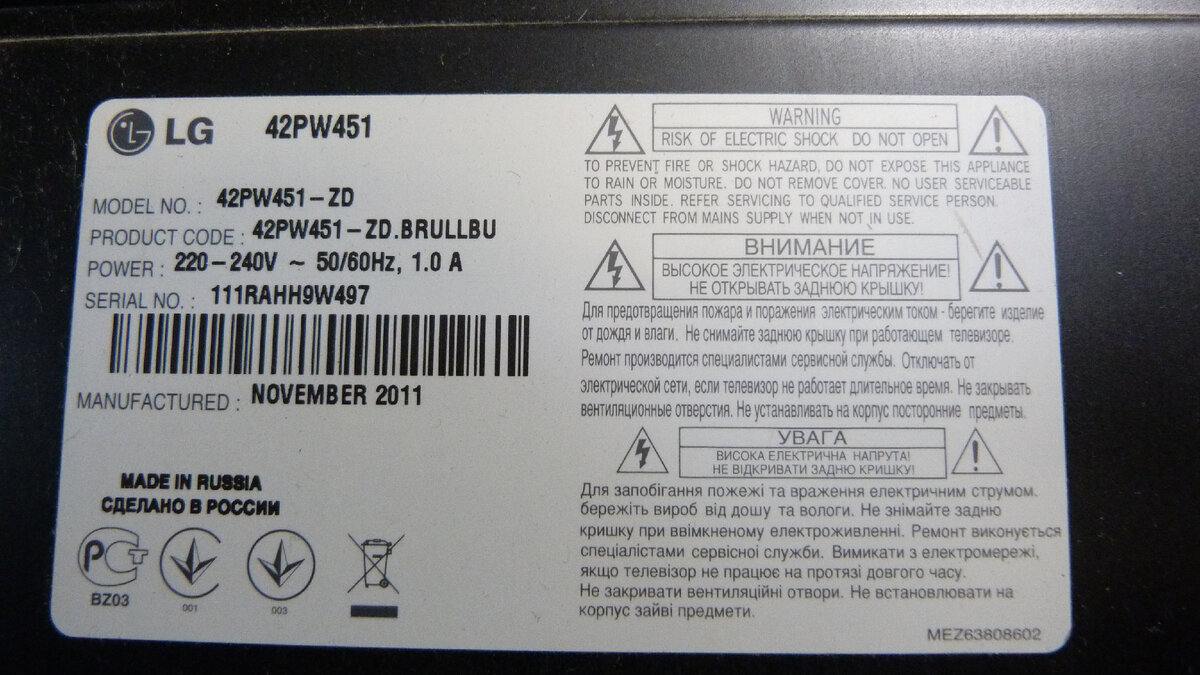 LG 42PW451
MODEL NO. : 42PW451-ZD
PRODUCT CODE : 42PW451-ZD.BRULLBU
POWER : 220-240V ~ 50/60Hz, 1.0 A
SERIAL NO. : 111RAHH9W497
MANUFACTURED : NOVEMBER 2011
MADE IN RUSSIA
СДЕЛАНО В РОССИИ
РСТ
BZ03
001
003
WARNING
RISK OF ELECTRIC SHOCK DO NOT OPEN
TO PREVENT FIRE OR SHOCK HAZARD, DO NOT EXPOSE THIS APPLIANCE
TO RAIN OR MOISTURE. DO NOT REMOVE COVER. NO USER SERVICEABLE
PARTS INSIDE. REFER SERVICING TO QUALIFIED SERVICE PERSON.
DISCONNECT FROM MAINS SUPPLY WHEN NOT IN USE.
ВНИМАНИЕ
ВЫСОКОЕ ЭЛЕКТРИЧЕСКОЕ НАПРЯЖЕНИЕ!
НЕ ОТКРЫВАТЬ ЗАДНЮЮ КРЫШКУ!
Для предотвращения пожара и поражения электрическим током - берегите изделие
от дождя и влаги. Не снимайте заднюю крышку при работающем телевизоре.
Ремонт производится специалистами сервисной службы. Отключать от
электрической сети, если телевизор не работает длительное время. Не закрывать
вентиляционные отверстия. Не устанавливать на корпус посторонние предметы.
УВАГА
ВИСОКА ЕЛЕКТРИЧНА НАПРУГА!
НЕ ВІДКРИВАТИ ЗАДНЮ КРИШКУ!
Для запобігання пожежі та враження електричним струмом.
бережіть вироб від дошу та вологи. Не знімайте задню
кришку при ввімкненому електроживленні. Ремонт виконується
спеціалістами сервісної служби. Вимикати з електромережі,
якщо телевізор не працює на протязі довгого часу.
Не закривати вентиляційні отвори. Не встановлювати на
корпус зайві предмети.
MEZ63808602